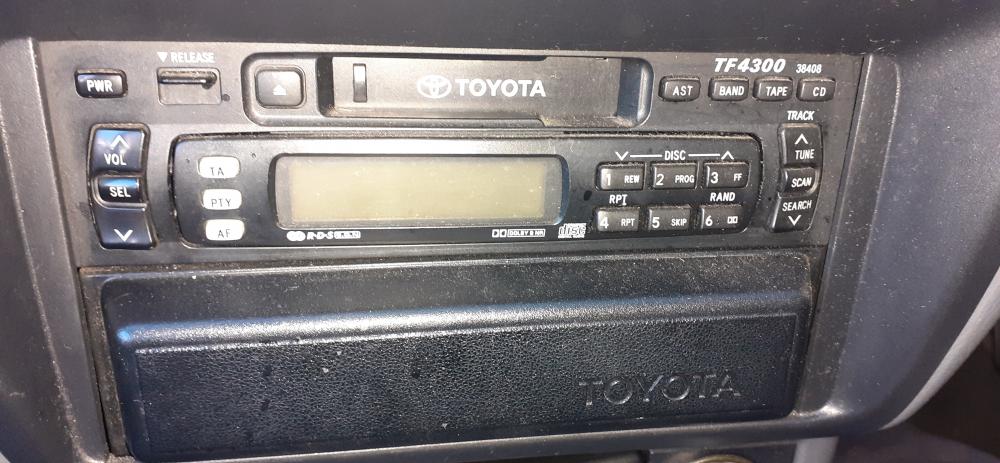 ▼ RELEASE
PWR
TOYOTA
TF4300 38408
AST BAND TAPE CD
TRACK
VOL
SEL
TA
PTY
AF
DISC
1 REW 2 PROG 3 FF
RPT RAND
4 RPT 5 SKIP 6
TUNE
SCAN
SEARCH
R·D·S E.O.N
DOLBY B NR
disc
TOYOTA